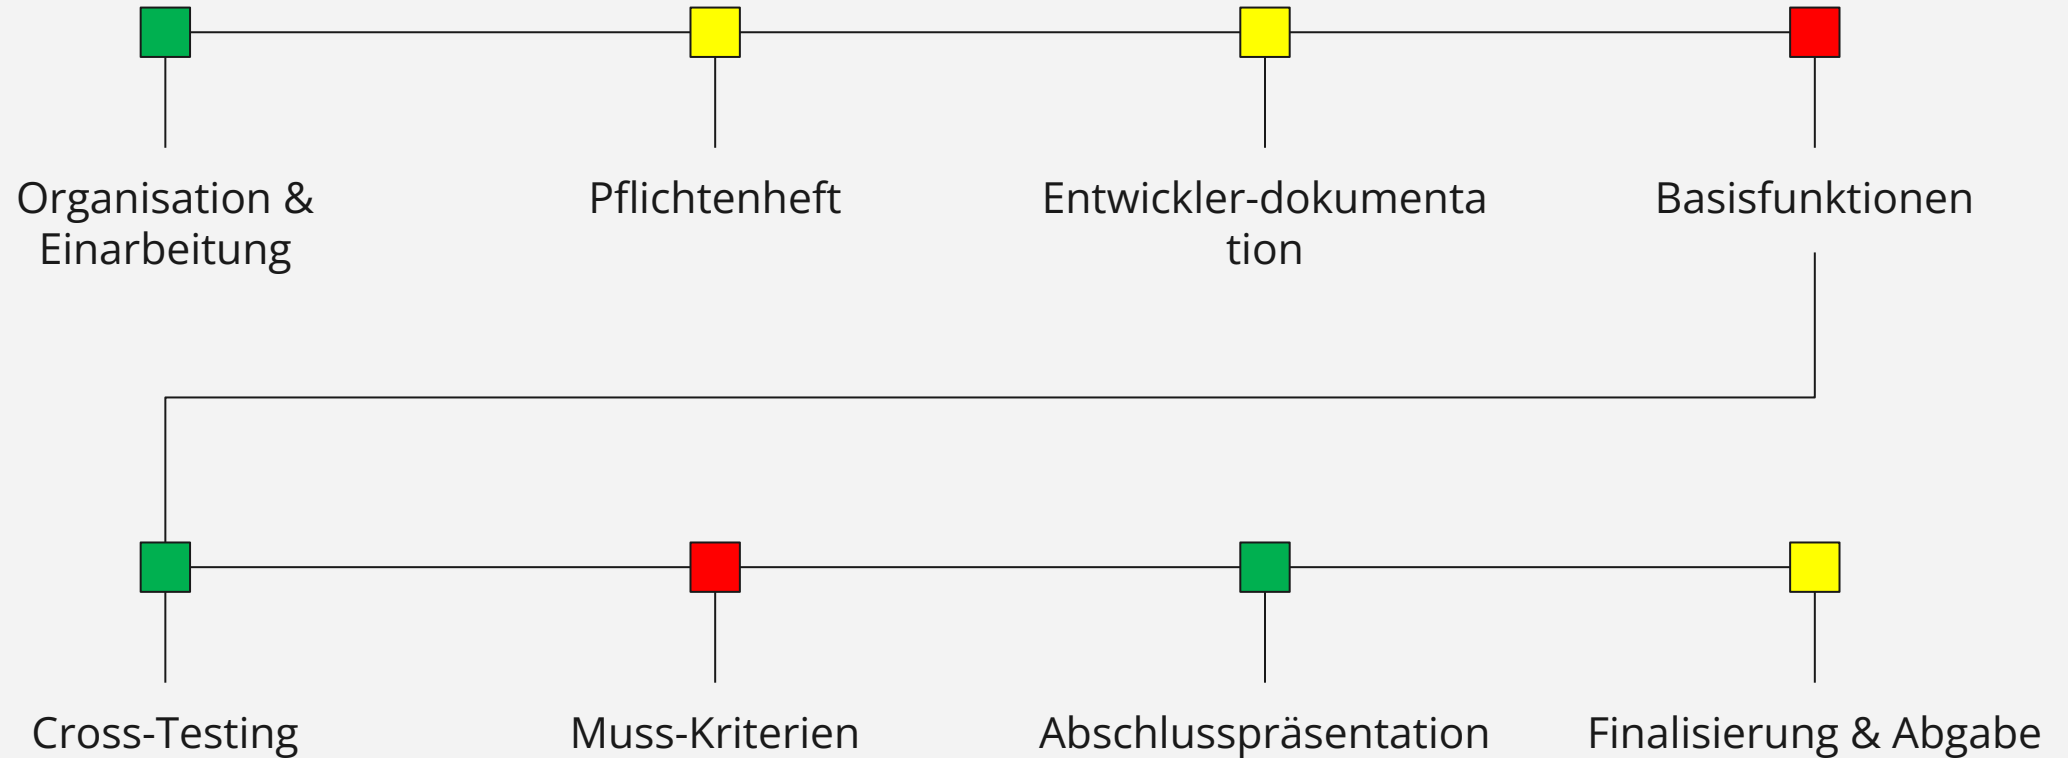 Organisation &
Einarbeitung
Pflichtenheft
Entwickler-dokumenta
tion
Basisfunktionen
Cross-Testing
Muss-Kriterien
Abschlusspräsentation
Finalisierung & Abgabe